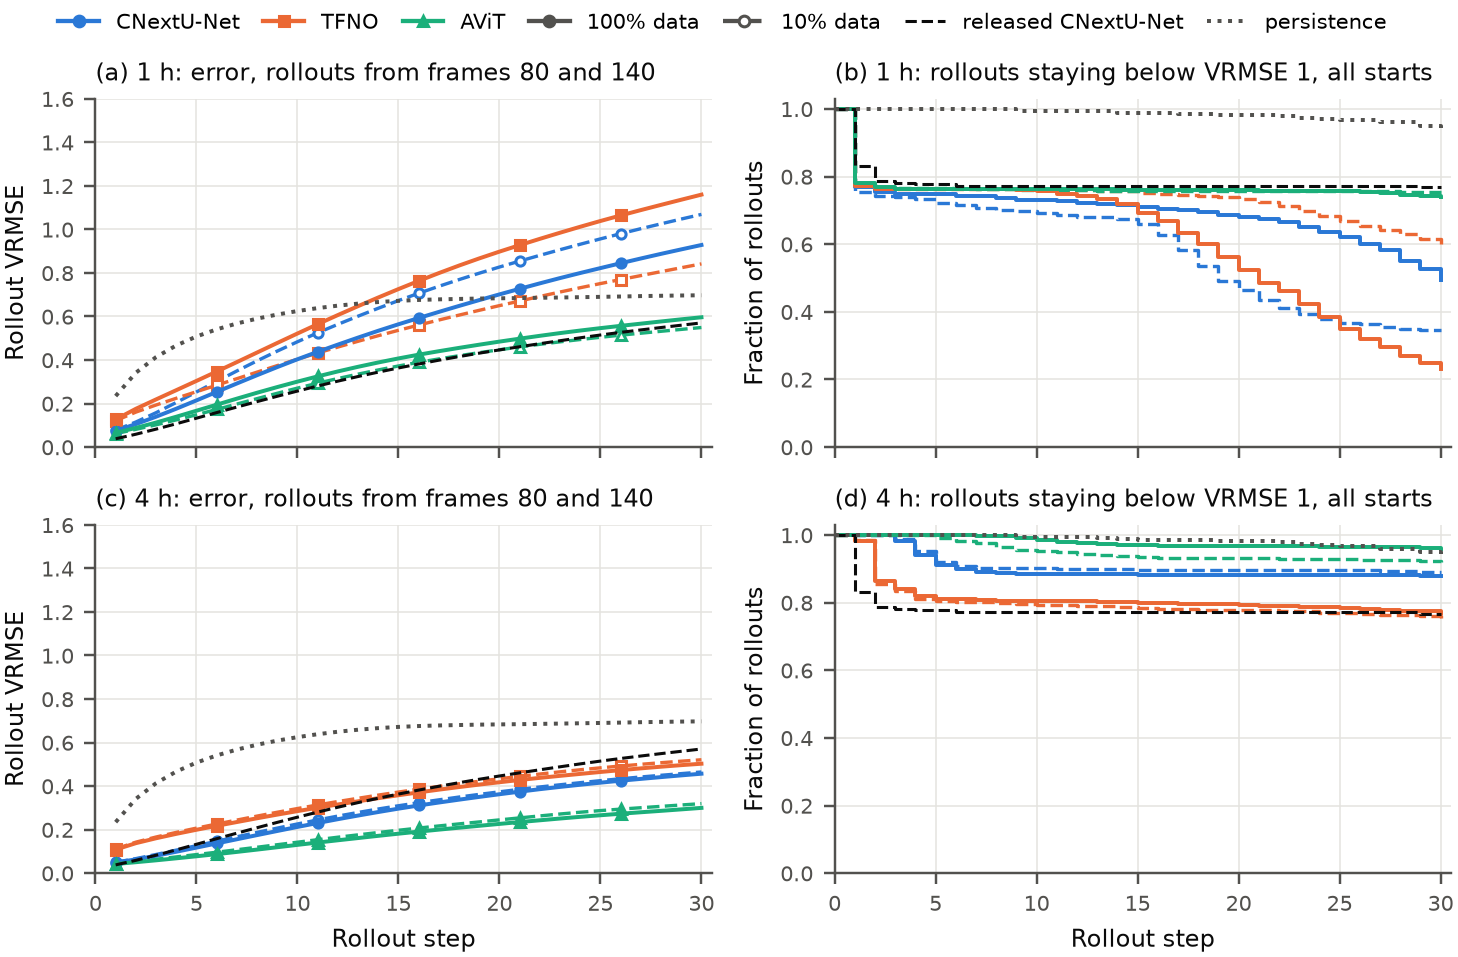 CNextU-Net TFNO AViT 100% data 10% data released CNextU-Net persistence
(a) 1 h: error, rollouts from frames 80 and 140
Rollout VRMSE
1.6
1.4
1.2
1.0
0.8
0.6
0.4
0.2
0.0
(b) 1 h: rollouts staying below VRMSE 1, all starts
Fraction of rollouts
1.0
0.8
0.6
0.4
0.2
0.0
(c) 4 h: error, rollouts from frames 80 and 140
Rollout VRMSE
1.6
1.4
1.2
1.0
0.8
0.6
0.4
0.2
0.0
0 5 10 15 20 25 30
Rollout step
(d) 4 h: rollouts staying below VRMSE 1, all starts
Fraction of rollouts
1.0
0.8
0.6
0.4
0.2
0.0
0 5 10 15 20 25 30
Rollout step